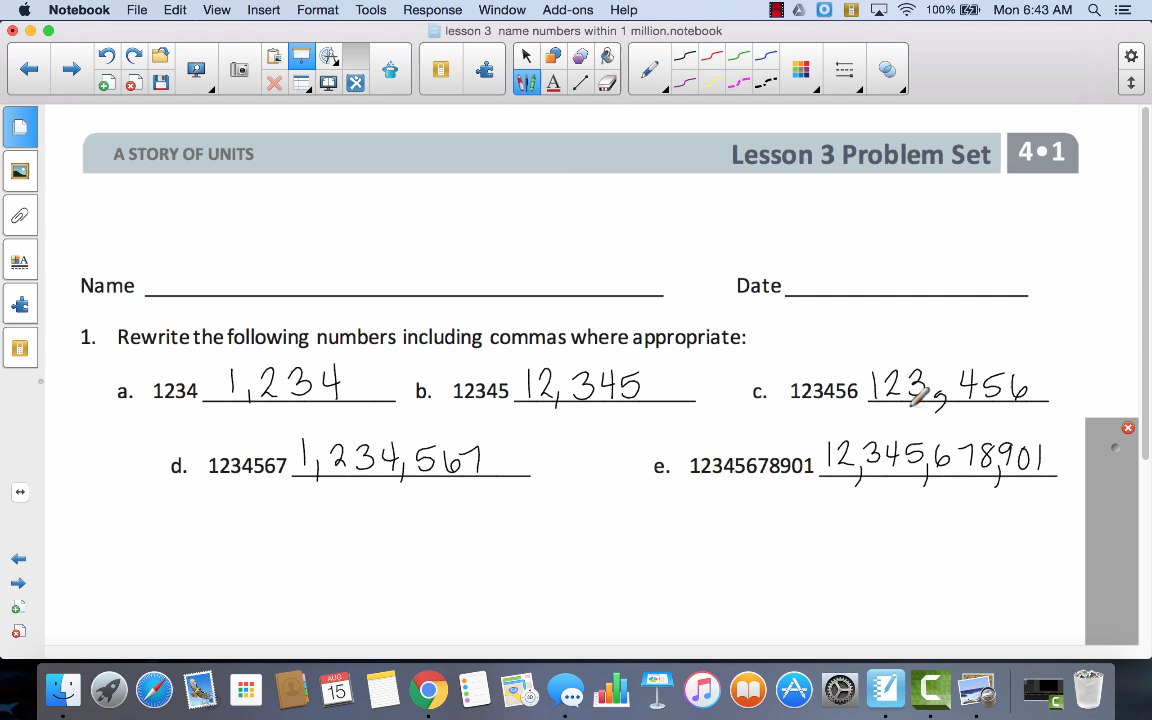 Notebook File Edit View Insert Format Tools Response Window Add-ons Help 100% Mon 6:43 AM
lesson 3 name numbers within 1 million.notebook
A STORY OF UNITS Lesson 3 Problem Set 4•1
Name Date
1. Rewrite the following numbers including commas where appropriate:
a. 1234 1,234 b. 12345 12,345 c. 123456 123,456
d. 1234567 1,234,567 e. 12345678901 12,345,678,901
AUG 15